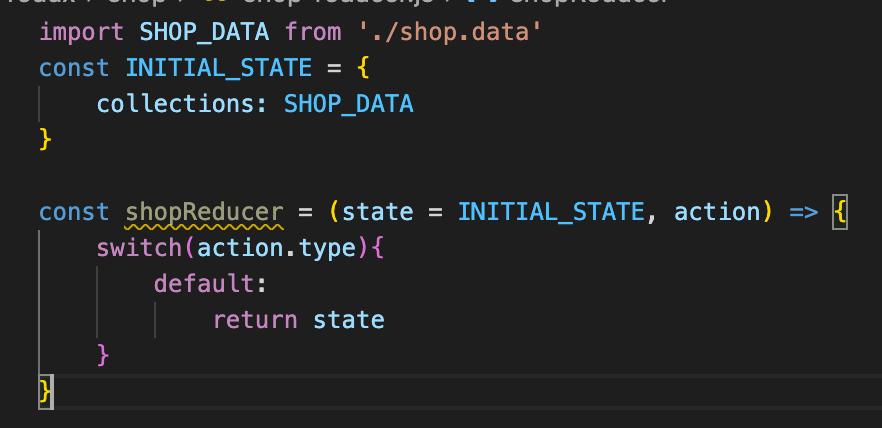 import SHOP_DATA from './shop.data'
const INITIAL_STATE = {
    collections: SHOP_DATA
}

const shopReducer = (state = INITIAL_STATE, action) => {
    switch(action.type){
        default:
            return state
    }
}